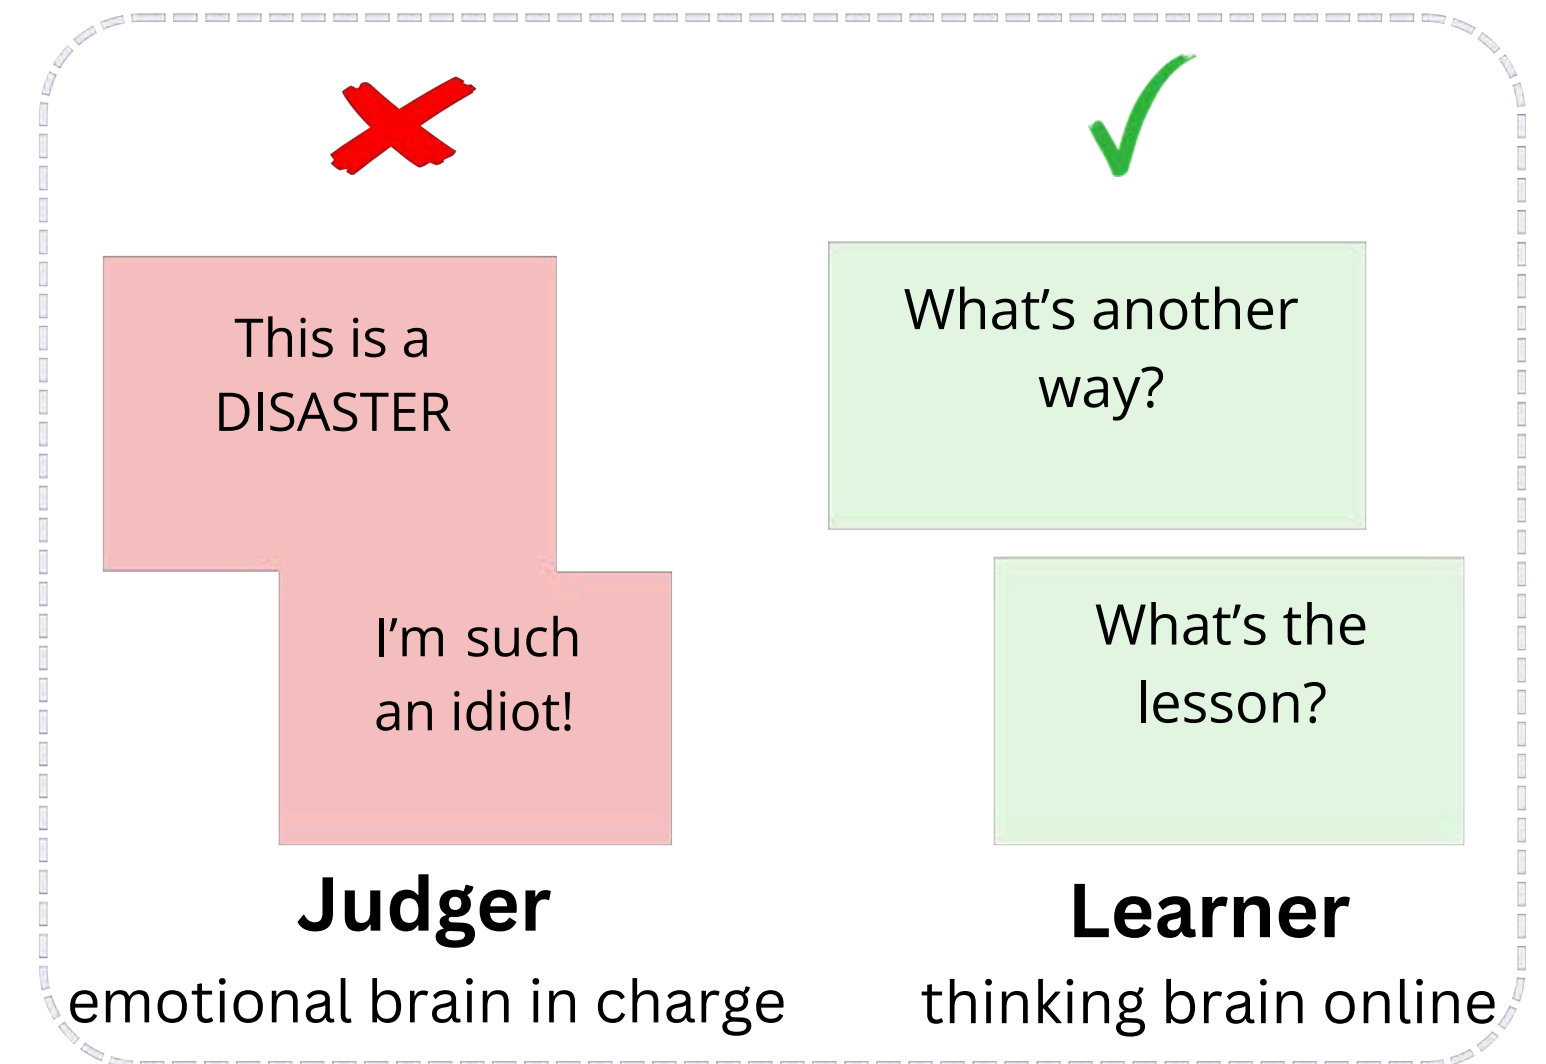 This is a
DISASTER
I’m such
an idiot!
Judger
emotional brain in charge
What’s another
way?
What’s the
lesson?
Learner
thinking brain online